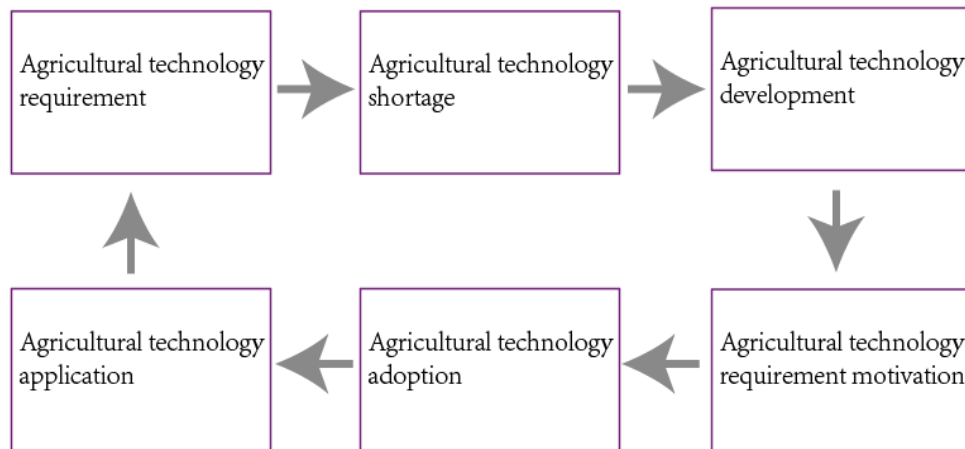 Agricultural technology
requirement
Agricultural technology
shortage
Agricultural technology
development
Agricultural technology
application
Agricultural technology
adoption
Agricultural technology
requirement motivation